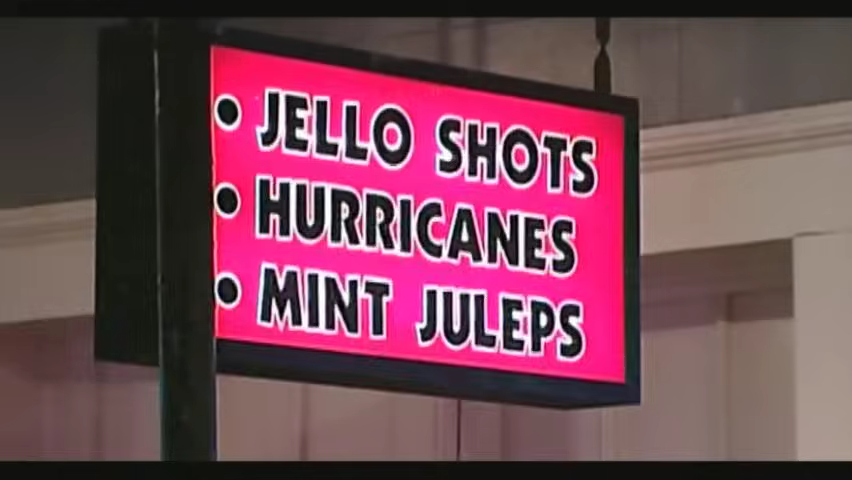 • JELLO SHOTS
• HURRICANES
• MINT JULEPS